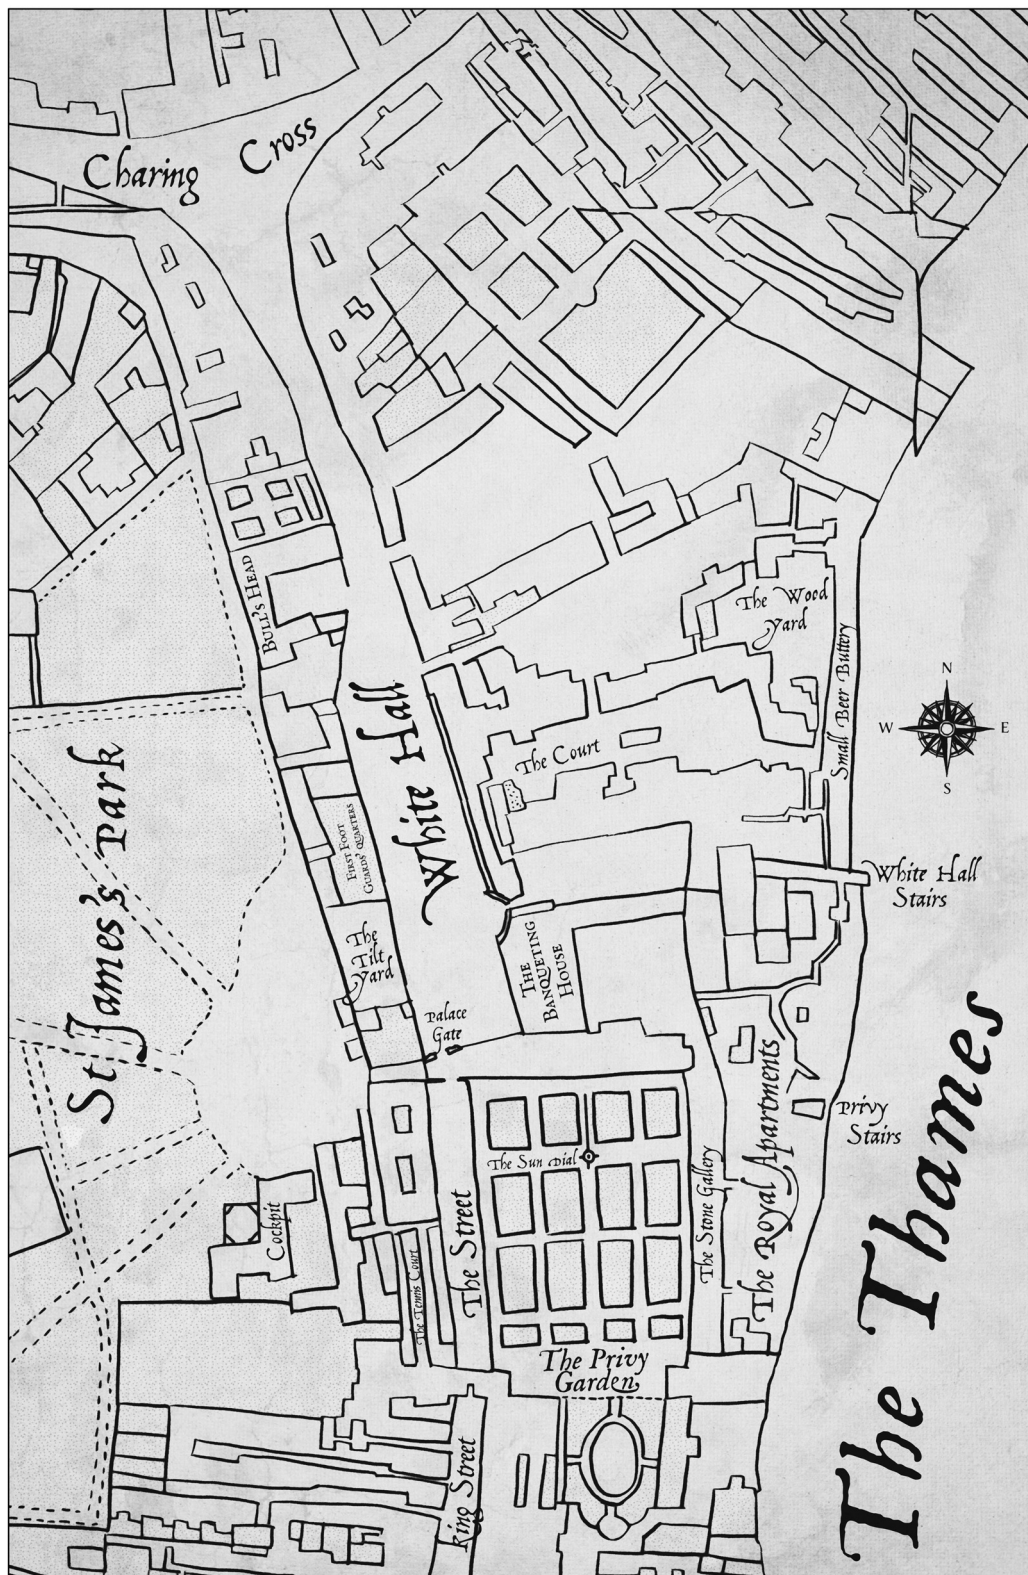 Charing Cross
BULL'S HEAD
The Wood
Yard
Small Beer Buttery
N
W
E
S
White Hall
The Court
St. James's Park
FIRST FOOT
GUARDS' QUARTERS
White Hall
Stairs
The
Tilt
Yard
THE
BANQUETING
HOUSE
Palace
Gate
Privy
Stairs
The Royal Apartments
The Sun Dial
The Stone Gallery
The Street
Cockpit
The Tennis Court
The Thames
The Privy
Garden
King Street